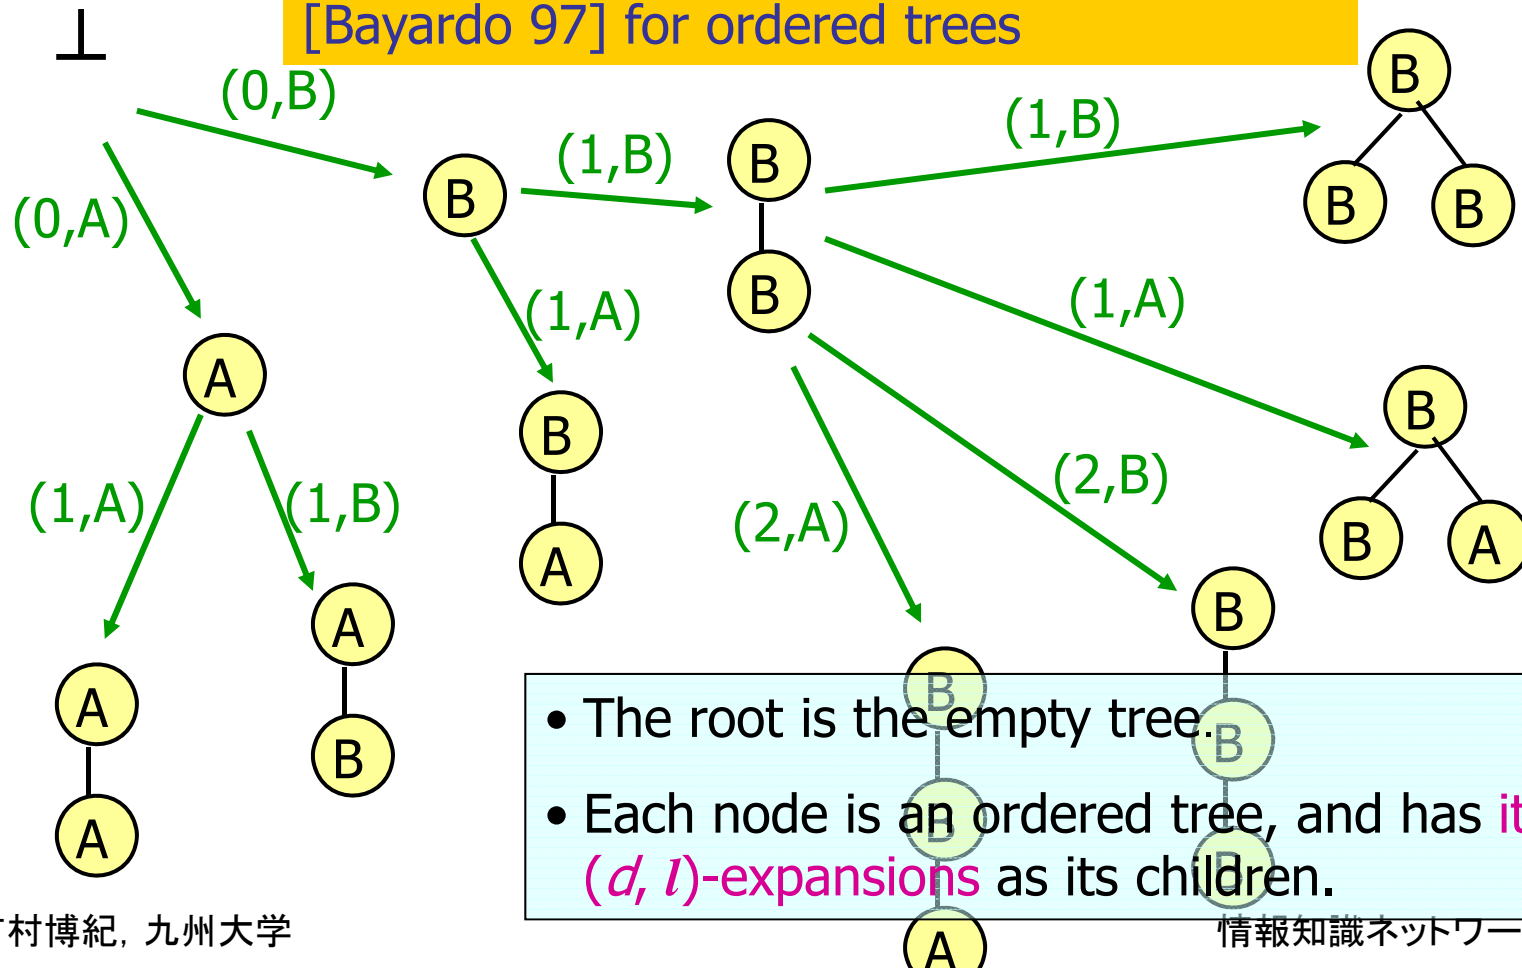 ⊥
[Bayardo 97] for ordered trees
(0,B)
(0,A)
(1,B)
(1,B)
(1,A)
(1,A)
(1,A)
(1,B)
(2,A)
(2,B)
B
B
B
B
B
B
A
B
A
B
B
A
A
B
A
A
B
B
B
A
B
B
B
• The root is the empty tree.
• Each node is an ordered tree, and has it
(d, l)-expansions as its children.
村博紀, 九州大学
情報知識ネットワー